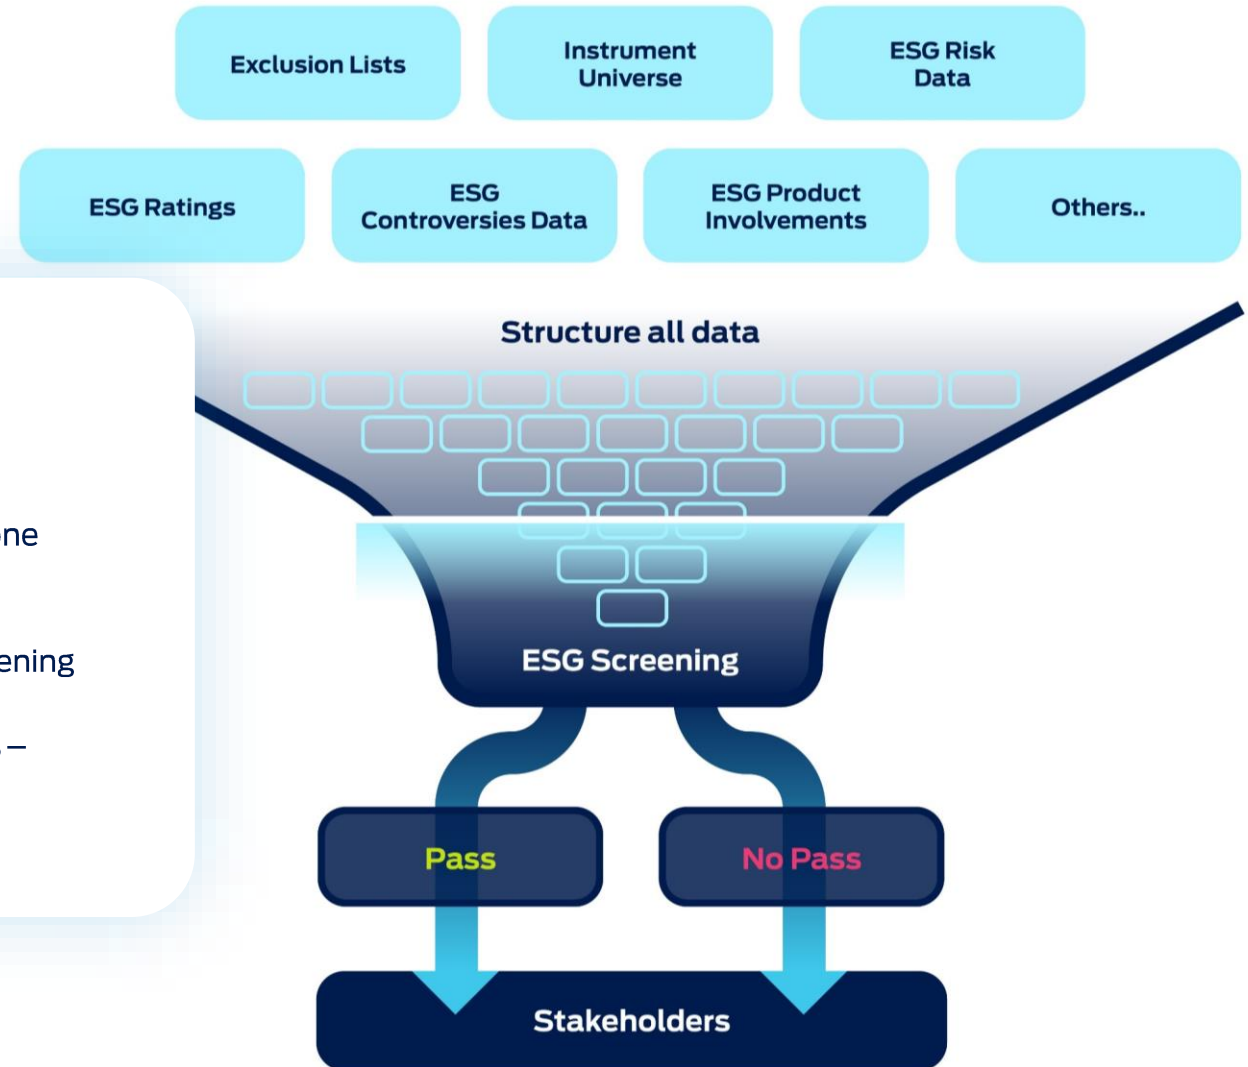 Exclusion Lists
Instrument
Universe
ESG Risk
Data
ESG Ratings
ESG
Controversies Data
ESG Product
Involvements
Others..
Structure all data
ESG Screening
Pass
No Pass
Stakeholders
–